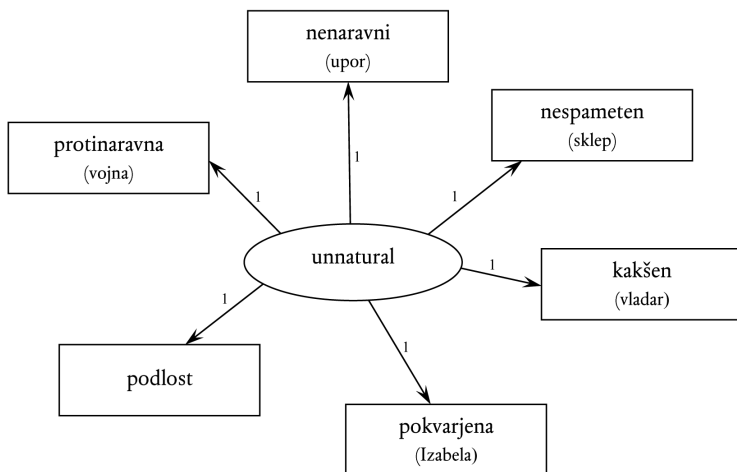 nenaravni
(upor)
nespameten
(sklep)
protinaravna
(vojna)
1
1
1
unnatural
1
kakšen
(vladar)
1
1
podlost
pokvarjena
(Izabela)